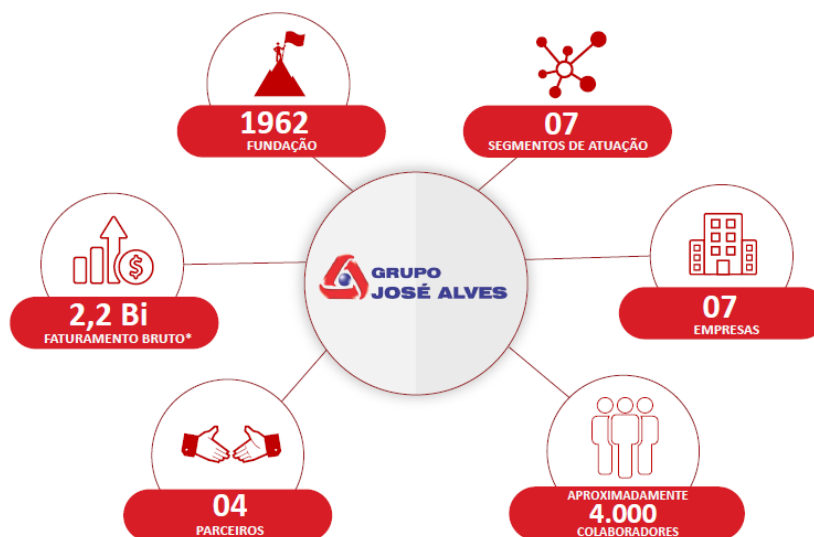 1962
FUNDAÇÃO
07
SEGMENTOS DE ATUAÇÃO
GRUPO
JOSÉ ALVES
2,2 Bi
FATURAMENTO BRUTO*
07
EMPRESAS
04
PARCEIROS
APROXIMADAMENTE
4.000
COLABORADORES